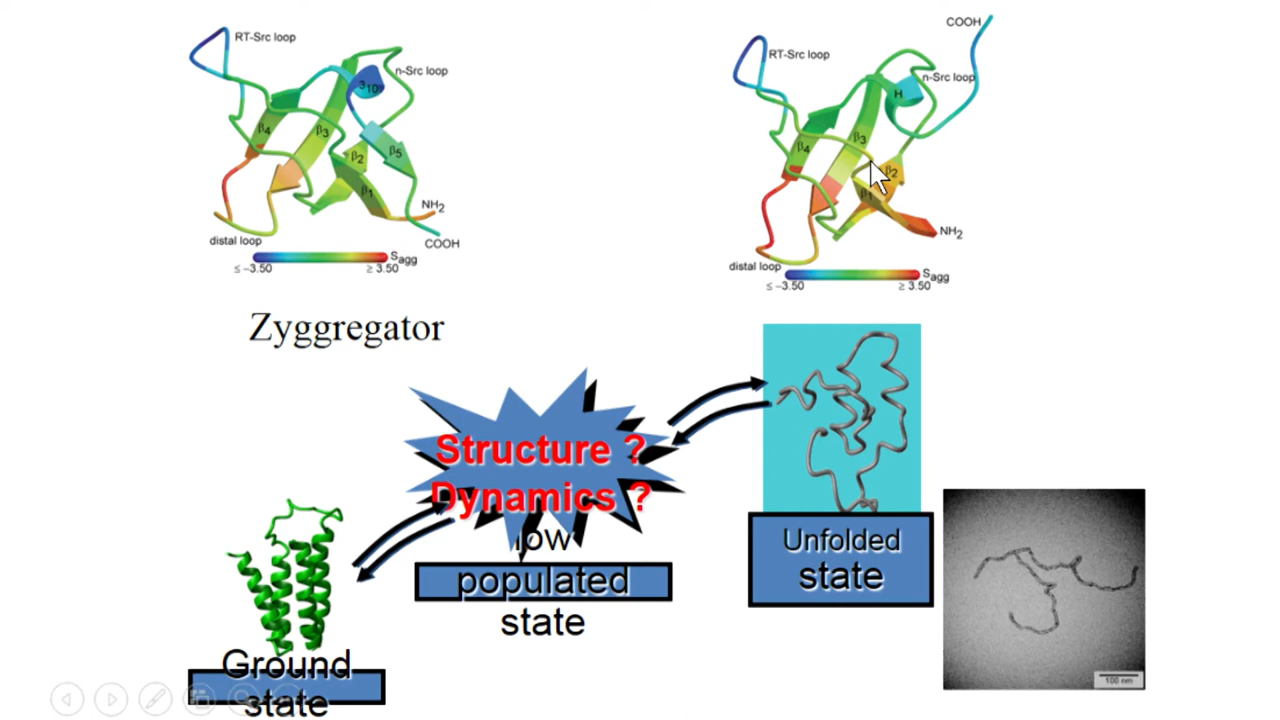 RT-Src loop
n-Src loop
3₁₀
β4
β3
β2
β5
β1
NH₂
COOH
distal loop
Sagg
≤ −3.50
≥ 3.50
COOH
RT-Src loop
n-Src loop
H
β3
β4
β2
β1
NH₂
distal loop
Sagg
≤ −3.50
≥ 3.50
Zyggregator
Structure ?
Dynamics ?
low
populated
state
Unfolded
state
Ground
state
100 nm